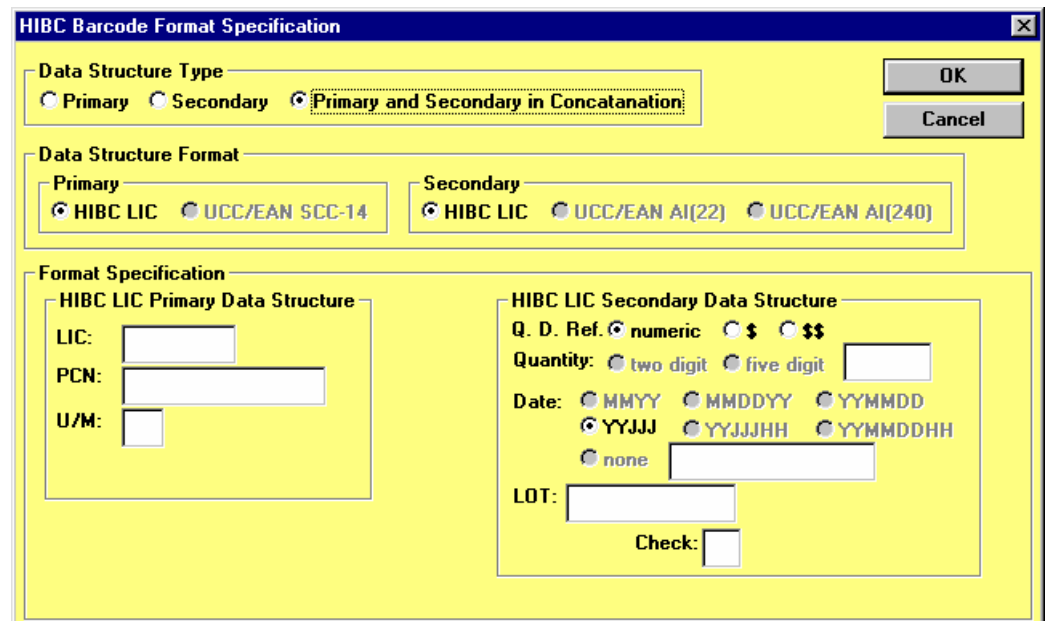 HIBC Barcode Format Specification
Data Structure Type
Primary Secondary Primary and Secondary in Concatanation
OK
Cancel
Data Structure Format
Primary
HIBC LIC UCC/EAN SCC-14
Secondary
HIBC LIC UCC/EAN AI(22) UCC/EAN AI(240)
Format Specification
HIBC LIC Primary Data Structure
LIC:
PCN:
U/M:
HIBC LIC Secondary Data Structure
Q. D. Ref. numeric $ $$
Quantity: two digit five digit
Date: MMYY MMDDYY YYMMDD
YYJJJ YYJJJHH YYMMDDHH
none
LOT:
Check: